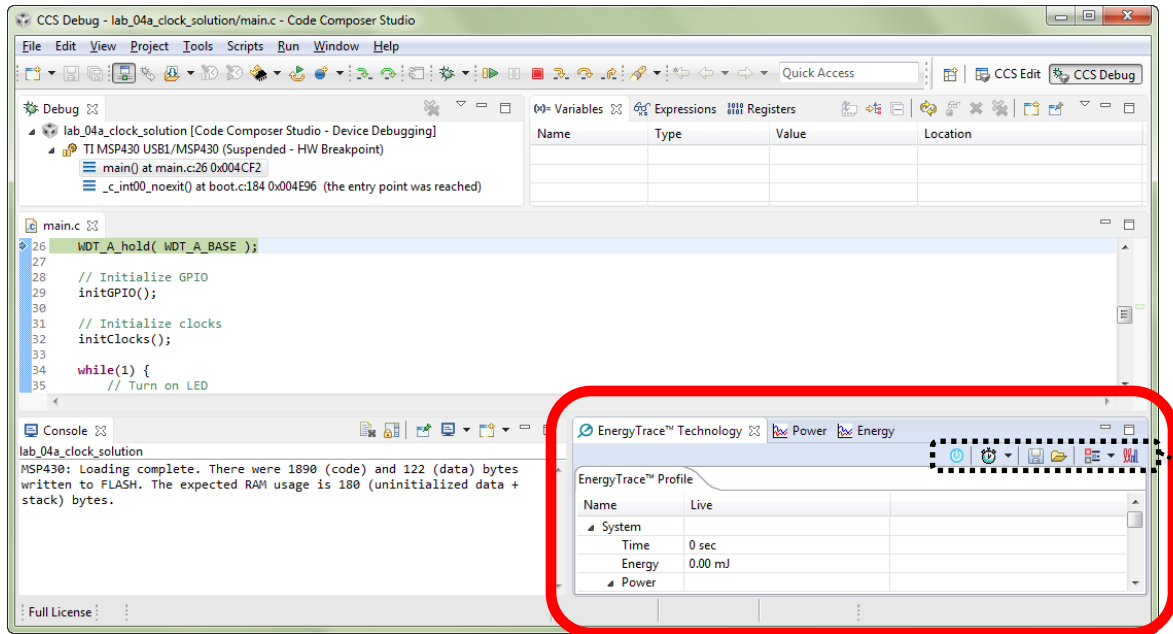 CCS Debug - lab_04a_clock_solution/main.c - Code Composer Studio
File Edit View Project Tools Scripts Run Window Help
Quick Access
CCS Edit
CCS Debug
Debug
lab_04a_clock_solution [Code Composer Studio - Device Debugging]
TI MSP430 USB1/MSP430 (Suspended - HW Breakpoint)
main() at main.c:26 0x004CF2
_c_int00_noexit() at boot.c:184 0x004E96 (the entry point was reached)
(x)= Variables
Expressions
1010 0101 Registers
Name Type Value Location
main.c
26 WDT_A_hold( WDT_A_BASE );
27
28 // Initialize GPIO
29 initGPIO();
30
31 // Initialize clocks
32 initClocks();
33
34 while(1) {
35 // Turn on LED
Console
lab_04a_clock_solution
MSP430: Loading complete. There were 1890 (code) and 122 (data) bytes
written to FLASH. The expected RAM usage is 180 (uninitialized data +
stack) bytes.
EnergyTrace™ Technology
Power
Energy
EnergyTrace™ Profile
Name Live
System
Time 0 sec
Energy 0.00 mJ
Power
Full License